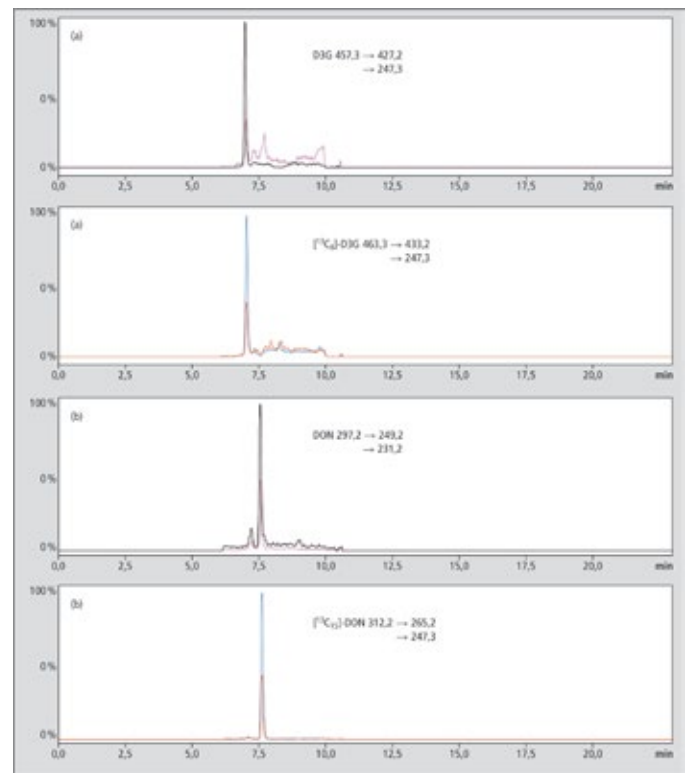 100 %
(a)
D3G 457,3 → 427,2
→ 247,3
0 %
0 %
0,0 2,5 5,0 7,5 10,0 12,5 15,0 17,5 20,0 min
100 %
(a)
[¹³C₆]-D3G 463,3 → 433,2
→ 247,3
0 %
0 %
0,0 2,5 5,0 7,5 10,0 12,5 15,0 17,5 20,0 min
100 %
(b)
DON 297,2 → 249,2
→ 231,2
0 %
0 %
0,0 2,5 5,0 7,5 10,0 12,5 15,0 17,5 20,0 min
100 %
(b)
[¹³C₁₅]-DON 312,2 → 265,2
→ 247,3
0 %
0 %
0,0 2,5 5,0 7,5 10,0 12,5 15,0 17,5 20,0 min